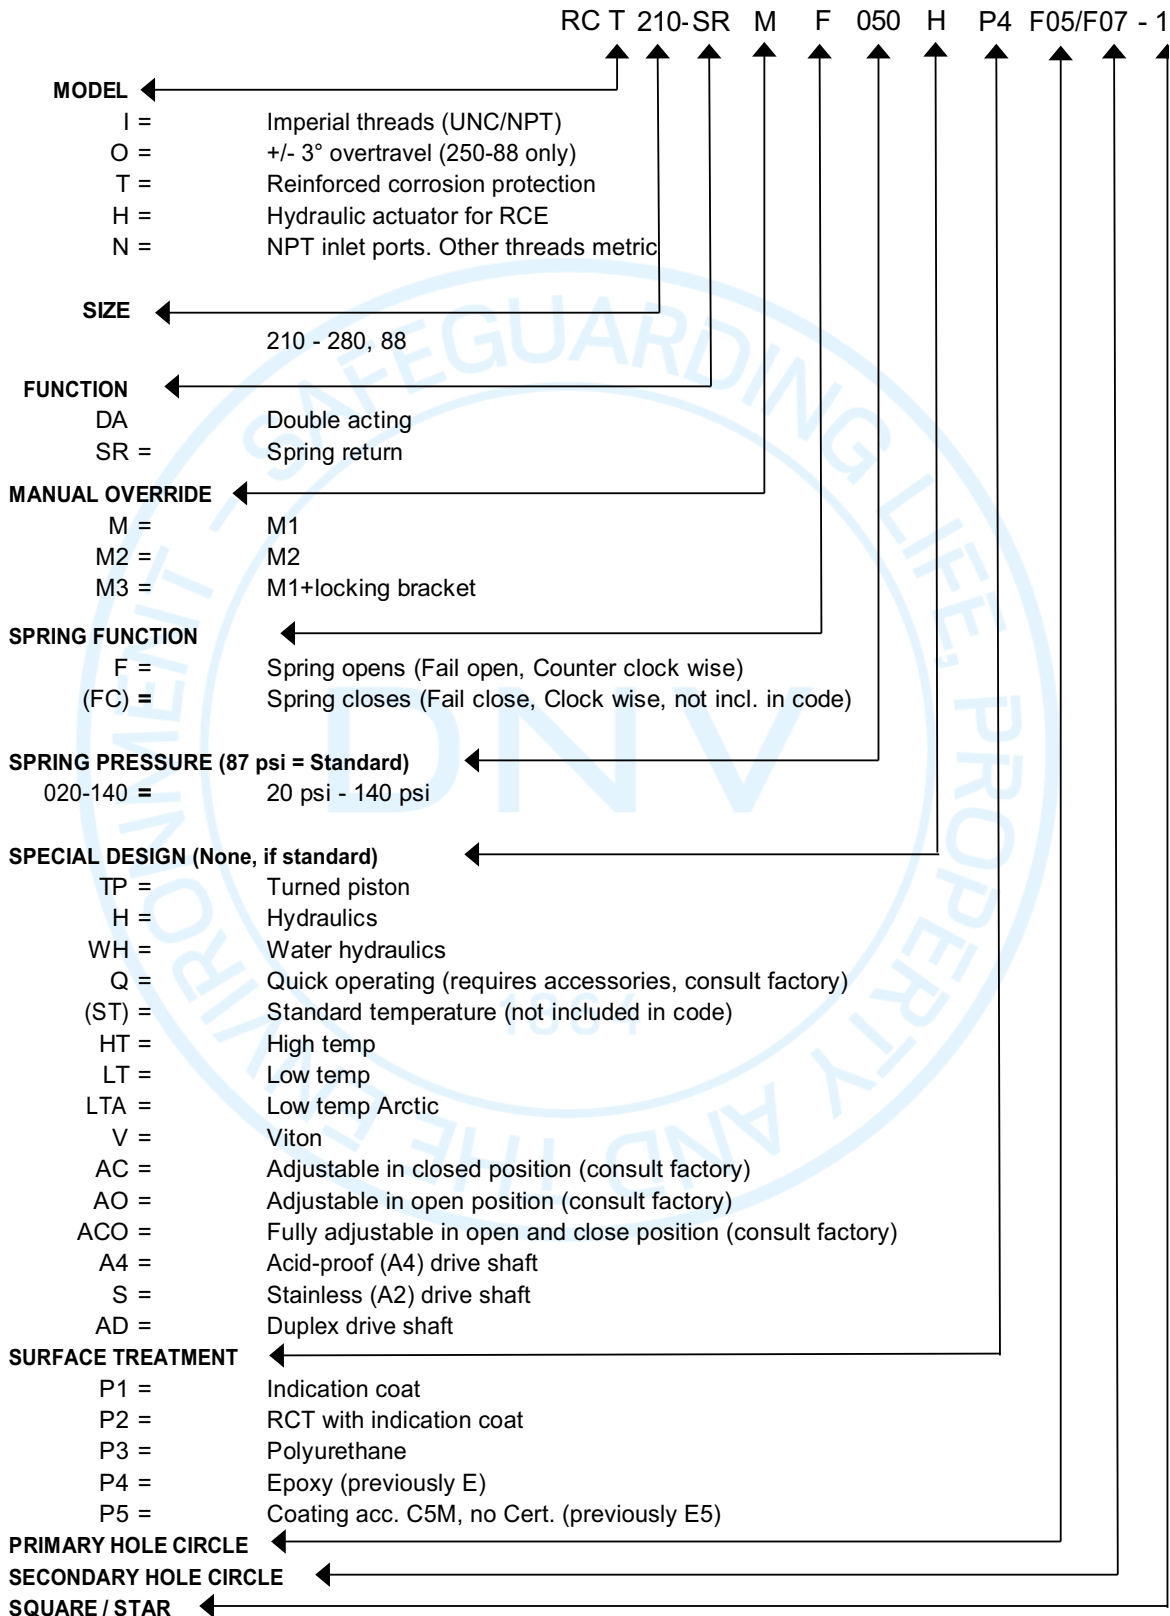 RC T 210-SR M F 050 H P4 F05/F07 - 1
MODEL
I = Imperial threads (UNC/NPT)
O = +/- 3° overtravel (250-88 only)
T = Reinforced corrosion protection
H = Hydraulic actuator for RCE
N = NPT inlet ports. Other threads metric
SIZE
210 - 280, 88
FUNCTION
DA Double acting
SR = Spring return
MANUAL OVERRIDE
M = M1
M2 = M2
M3 = M1+locking bracket
SPRING FUNCTION
F = Spring opens (Fail open, Counter clock wise)
(FC) = Spring closes (Fail close, Clock wise, not incl. in code)
SPRING PRESSURE (87 psi = Standard)
020-140 = 20 psi - 140 psi
SPECIAL DESIGN (None, if standard)
TP = Turned piston
H = Hydraulics
WH = Water hydraulics
Q = Quick operating (requires accessories, consult factory)
(ST) = Standard temperature (not included in code)
HT = High temp
LT = Low temp
LTA = Low temp Arctic
V = Viton
AC = Adjustable in closed position (consult factory)
AO = Adjustable in open position (consult factory)
ACO = Fully adjustable in open and close position (consult factory)
A4 = Acid-proof (A4) drive shaft
S = Stainless (A2) drive shaft
AD = Duplex drive shaft
SURFACE TREATMENT
P1 = Indication coat
P2 = RCT with indication coat
P3 = Polyurethane
P4 = Epoxy (previously E)
P5 = Coating acc. C5M, no Cert. (previously E5)
PRIMARY HOLE CIRCLE
SECONDARY HOLE CIRCLE
SQUARE / STAR
SAFEGUARDING LIFE, PROPERTY AND THE ENVIRONMENT –
DNV
1864